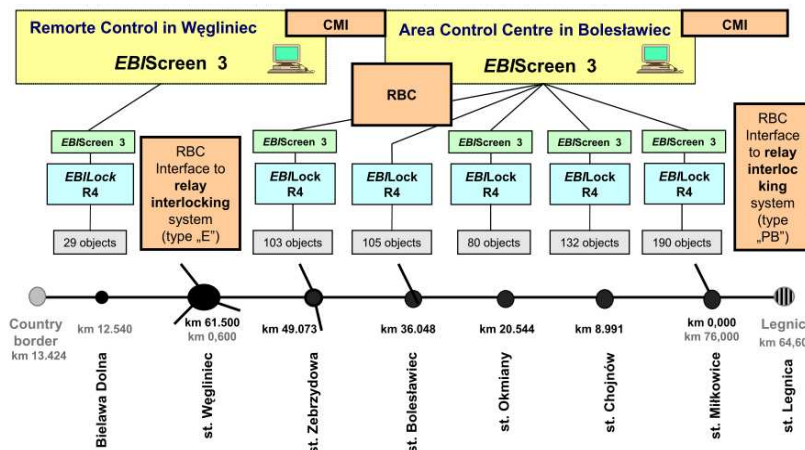 Remorte Control in Węgliniec
EBIScreen 3
CMI
Area Control Centre in Bolesławiec
EBIScreen 3
CMI
RBC
EBIScreen 3
EBILock
R4
29 objects
RBC
Interface to
relay
interlocking
system
(type „E”)
EBIScreen 3
EBILock
R4
103 objects
EBILock
R4
105 objects
EBIScreen 3
EBILock
R4
80 objects
EBIScreen 3
EBILock
R4
132 objects
EBIScreen 3
EBILock
R4
190 objects
RBC
Interface
to relay
interloc
king
system
(type
„PB”)
Country
border
km 13.424
km 12.540
km 61.500
km 0,600
km 49.073
km 36.048
km 20.544
km 8.991
km 0,000
km 76,000
Legnic
km 64,60
Bielawa Dolna
st. Węgliniec
st. Zebrzydowa
st. Bolesławiec
st. Okmiany
st. Chojnów
st. Miłkowice
st. Legnica